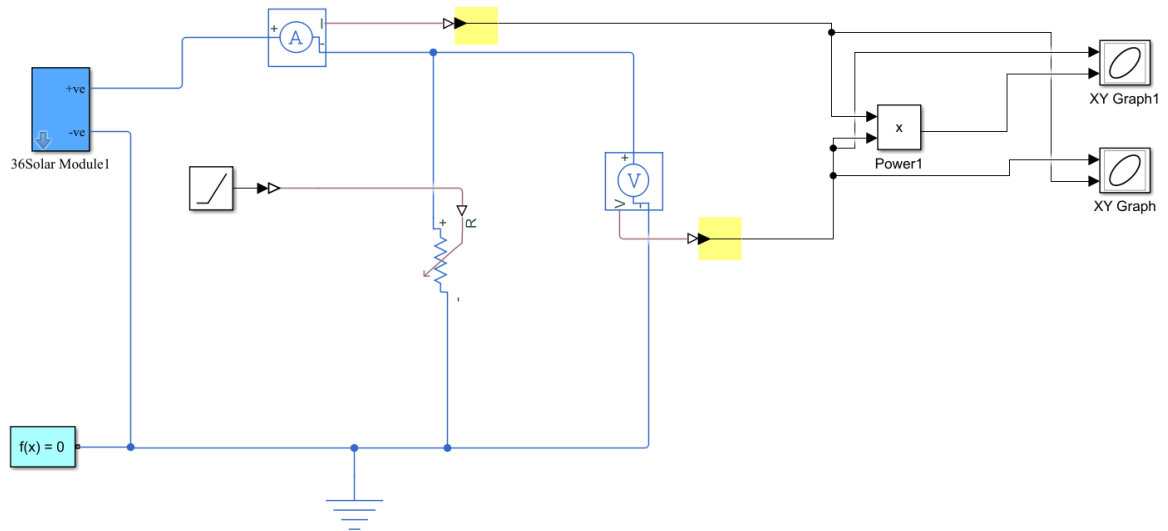 +
A
I
-
+ve
-ve
36Solar Module1
+
V
V
-
+
R
-
x
Power1
XY Graph1
XY Graph
f(x) = 0